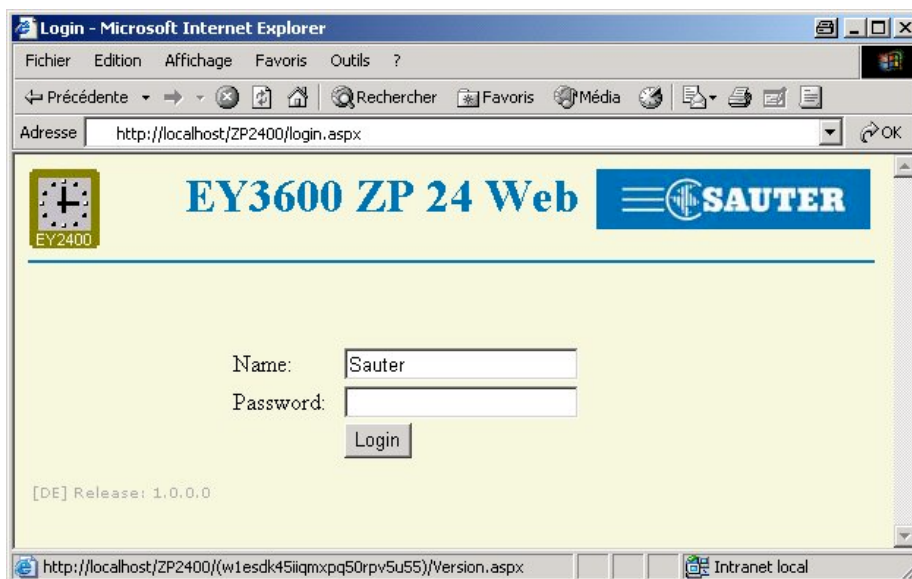 Login - Microsoft Internet Explorer
Fichier Edition Affichage Favoris Outils ?
Précédente Rechercher Favoris Média
Adresse http://localhost/ZP2400/login.aspx OK
EY2400
EY3600 ZP 24 Web
SAUTER
Name: Sauter
Password:
Login
[DE] Release: 1.0.0.0
http://localhost/ZP2400/(w1esdk45iiqmxpq50rpv5u55)/Version.aspx Intranet local